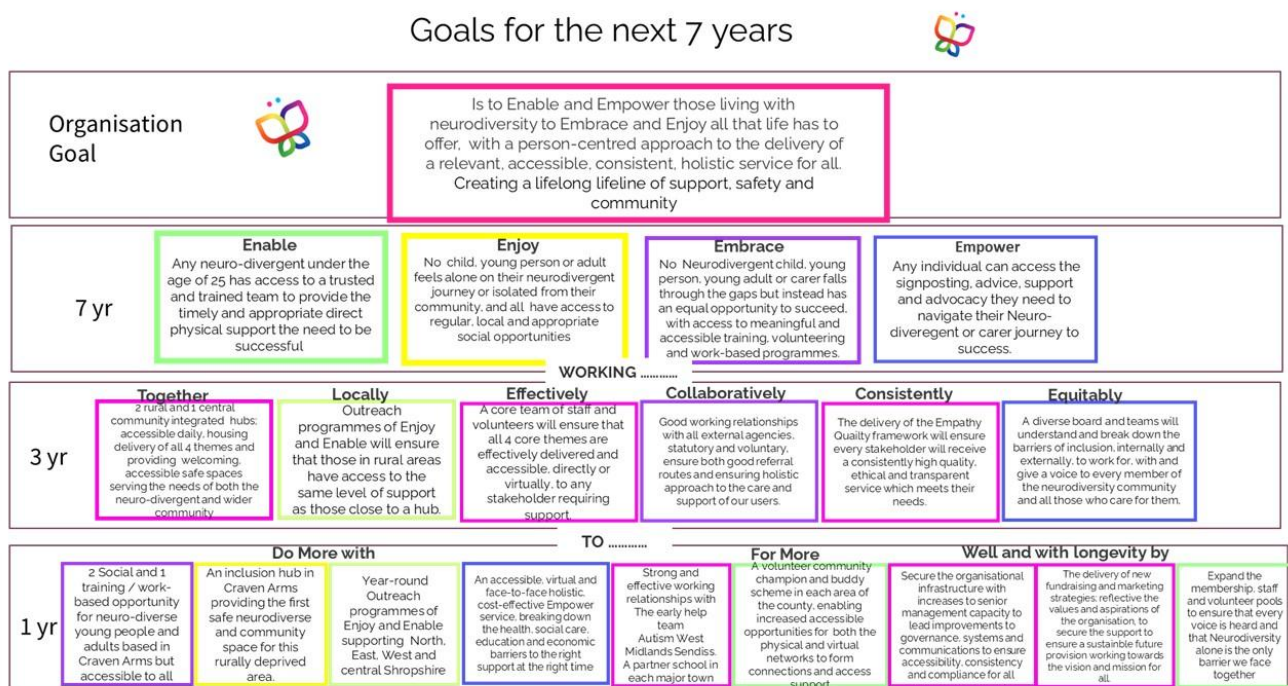 Goals for the next 7 years
Organisation
Goal
Is to Enable and Empower those living with
neurodiversity to Embrace and Enjoy all that life has to
offer, with a person-centred approach to the delivery of
a relevant, accessible, consistent, holistic service for all.
Creating a lifelong lifeline of support, safety and
community
7 yr
Enable
Any neuro-divergent under the
age of 25 has access to a trusted
and trained team to provide the
timely and appropriate direct
physical support the need to be
successful
Enjoy
No child, young person or adult
feels alone on their neurodivergent
journey or isolated from their
community, and all have access to
regular, local and appropriate
social opportunities
Embrace
No Neurodivergent child, young
person, young adult or carer falls
through the gaps but instead has
an equal opportunity to succeed,
with access to meaningful and
accessible training, volunteering
and work-based programmes.
Empower
Any individual can access the
signposting, advice, support
and advocacy they need to
navigate their Neuro-
diveregent or carer journey to
success.
WORKING ............
3 yr
Together
2 rural and 1 central
community integrated hubs;
accessible daily, housing
delivery of all 4 themes and
providing welcoming,
accessible safe spaces
serving the needs of both the
neuro-divergent and wider
community
Locally
Outreach
programmes of Enjoy
and Enable will ensure
that those in rural areas
have access to the
same level of support
as those close to a hub.
Effectively
A core team of staff and
volunteers will ensure that
all 4 core themes are
effectively delivered and
accessible, directly or
virtually, to any
stakeholder requiring
support.
Collaboratively
Good working relationships
with all external agencies,
statutory and voluntary,
ensure both good referral
routes and ensuring holistic
approach to the care and
support of our users.
Consistently
The delivery of the Empathy
Quailty framework will ensure
every stakeholder will receive
a consistently high quality,
ethical and transparent
service which meets their
needs.
Equitably
A diverse board and teams will
understand and break down the
barriers of inclusion, internally and
externally, to work for, with and
give a voice to every member of
the neurodiversity community
and all those who care for them.
TO ............
1 yr
Do More with
2 Social and 1
training / work-
based opportunity
for neuro-diverse
young people and
adults based in
Craven Arms but
accessible to all
An inclusion hub in
Craven Arms
providing the first
safe neurodiverse
and community
space for this
rurally deprived
area.
Year-round
Outreach
programmes of
Enjoy and Enable
supporting North,
East, West and
central Shropshire
An accessible, virtual and
face-to-face holistic,
cost-effective Empower
service, breaking down
the health, social care,
education and economic
barriers to the right
support at the right time
For More
Strong and
effective working
relationships with
The early help
team
Autism West
Midlands Sendiss.
A partner school in
each major town
A volunteer community
champion and buddy
scheme in each area of
the county, enabling
increased accessible
opportunities for both the
physical and virtual
networks to form
connections and access
support
Well and with longevity by
Secure the organisational
infrastructure with
increases to senior
management capacity to
lead improvements to
governance, systems and
communications to ensure
accessibility, consistency
and compliance for all
The delivery of new
fundraising and marketing
strategies; reflective the
values and aspirations of
the organisation, to
secure the support to
ensure a sustainble future
provision working towards
the vision and mission for
all.
Expand the
membership, staff
and volunteer pools
to ensure that every
voice is heard and
that Neurodiversity
alone is the only
barrier we face
together